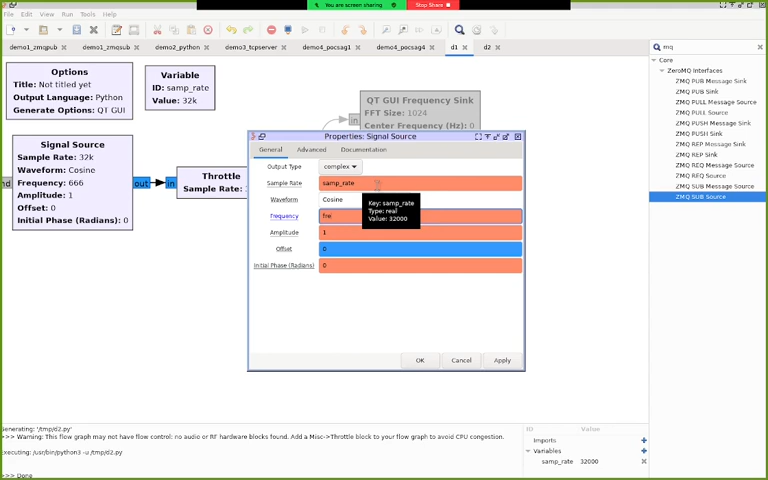 You are screen sharing
Stop Share
File Edit View Run Tools Help
demo1_zmqpub
demo1_zmqsub
demo2_python
demo3_tcpserver
demo4_pocsag1
demo4_pocsag4
d1
d2
mq
Options
Title: Not titled yet
Output Language: Python
Generate Options: QT GUI
Variable
ID: samp_rate
Value: 32k
QT GUI Frequency Sink
FFT Size: 1024
Center Frequency (Hz): 0
in
Signal Source
Sample Rate: 32k
Waveform: Cosine
Frequency: 666
Amplitude: 1
Offset: 0
Initial Phase (Radians): 0
out
in
Throttle
Sample Rate:
Properties: Signal Source
General
Advanced
Documentation
Output Type
complex
Sample Rate
samp_rate
Waveform
Cosine
Key: samp_rate
Type: real
Value: 32000
Frequency
fre
Amplitude
1
Offset
0
Initial Phase (Radians)
0
OK
Cancel
Apply
Core
ZeroMQ Interfaces
ZMQ PUB Message Sink
ZMQ PUB Sink
ZMQ PULL Message Source
ZMQ PULL Source
ZMQ PUSH Message Sink
ZMQ PUSH Sink
ZMQ REP Message Sink
ZMQ REP Sink
ZMQ REQ Message Source
ZMQ REQ Source
ZMQ SUB Message Source
ZMQ SUB Source
Generating: '/tmp/d2.py'
>>> Warning: This flow graph may not have flow control: no audio or RF hardware blocks found. Add a Misc->Throttle block to your flow graph to avoid CPU congestion.
Executing: /usr/bin/python3 -u /tmp/d2.py
>>> Done
ID
Value
Imports
Variables
samp_rate
32000